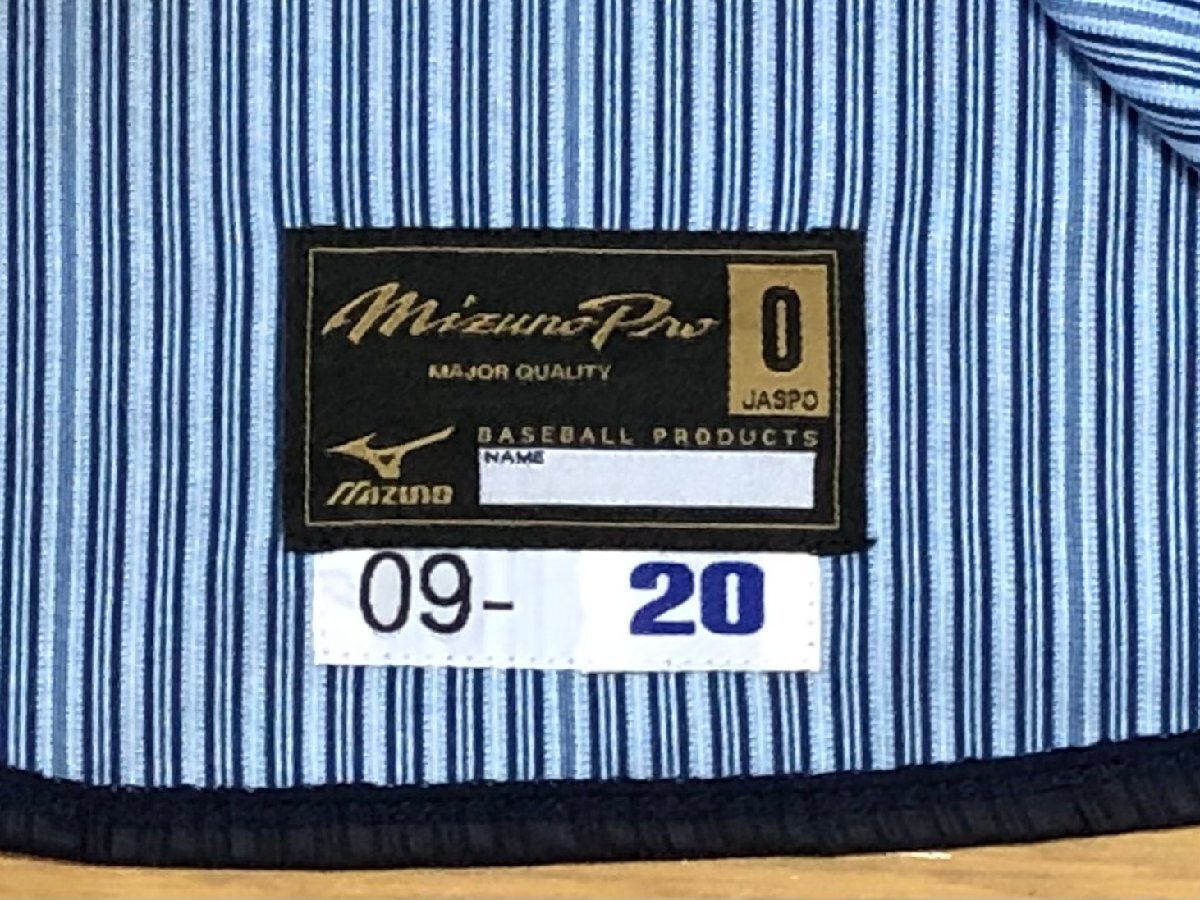 Mizuno Pro
MAJOR QUALITY
0
JASPO
BASEBALL PRODUCTS
NAME
MIZUNO
09- 20